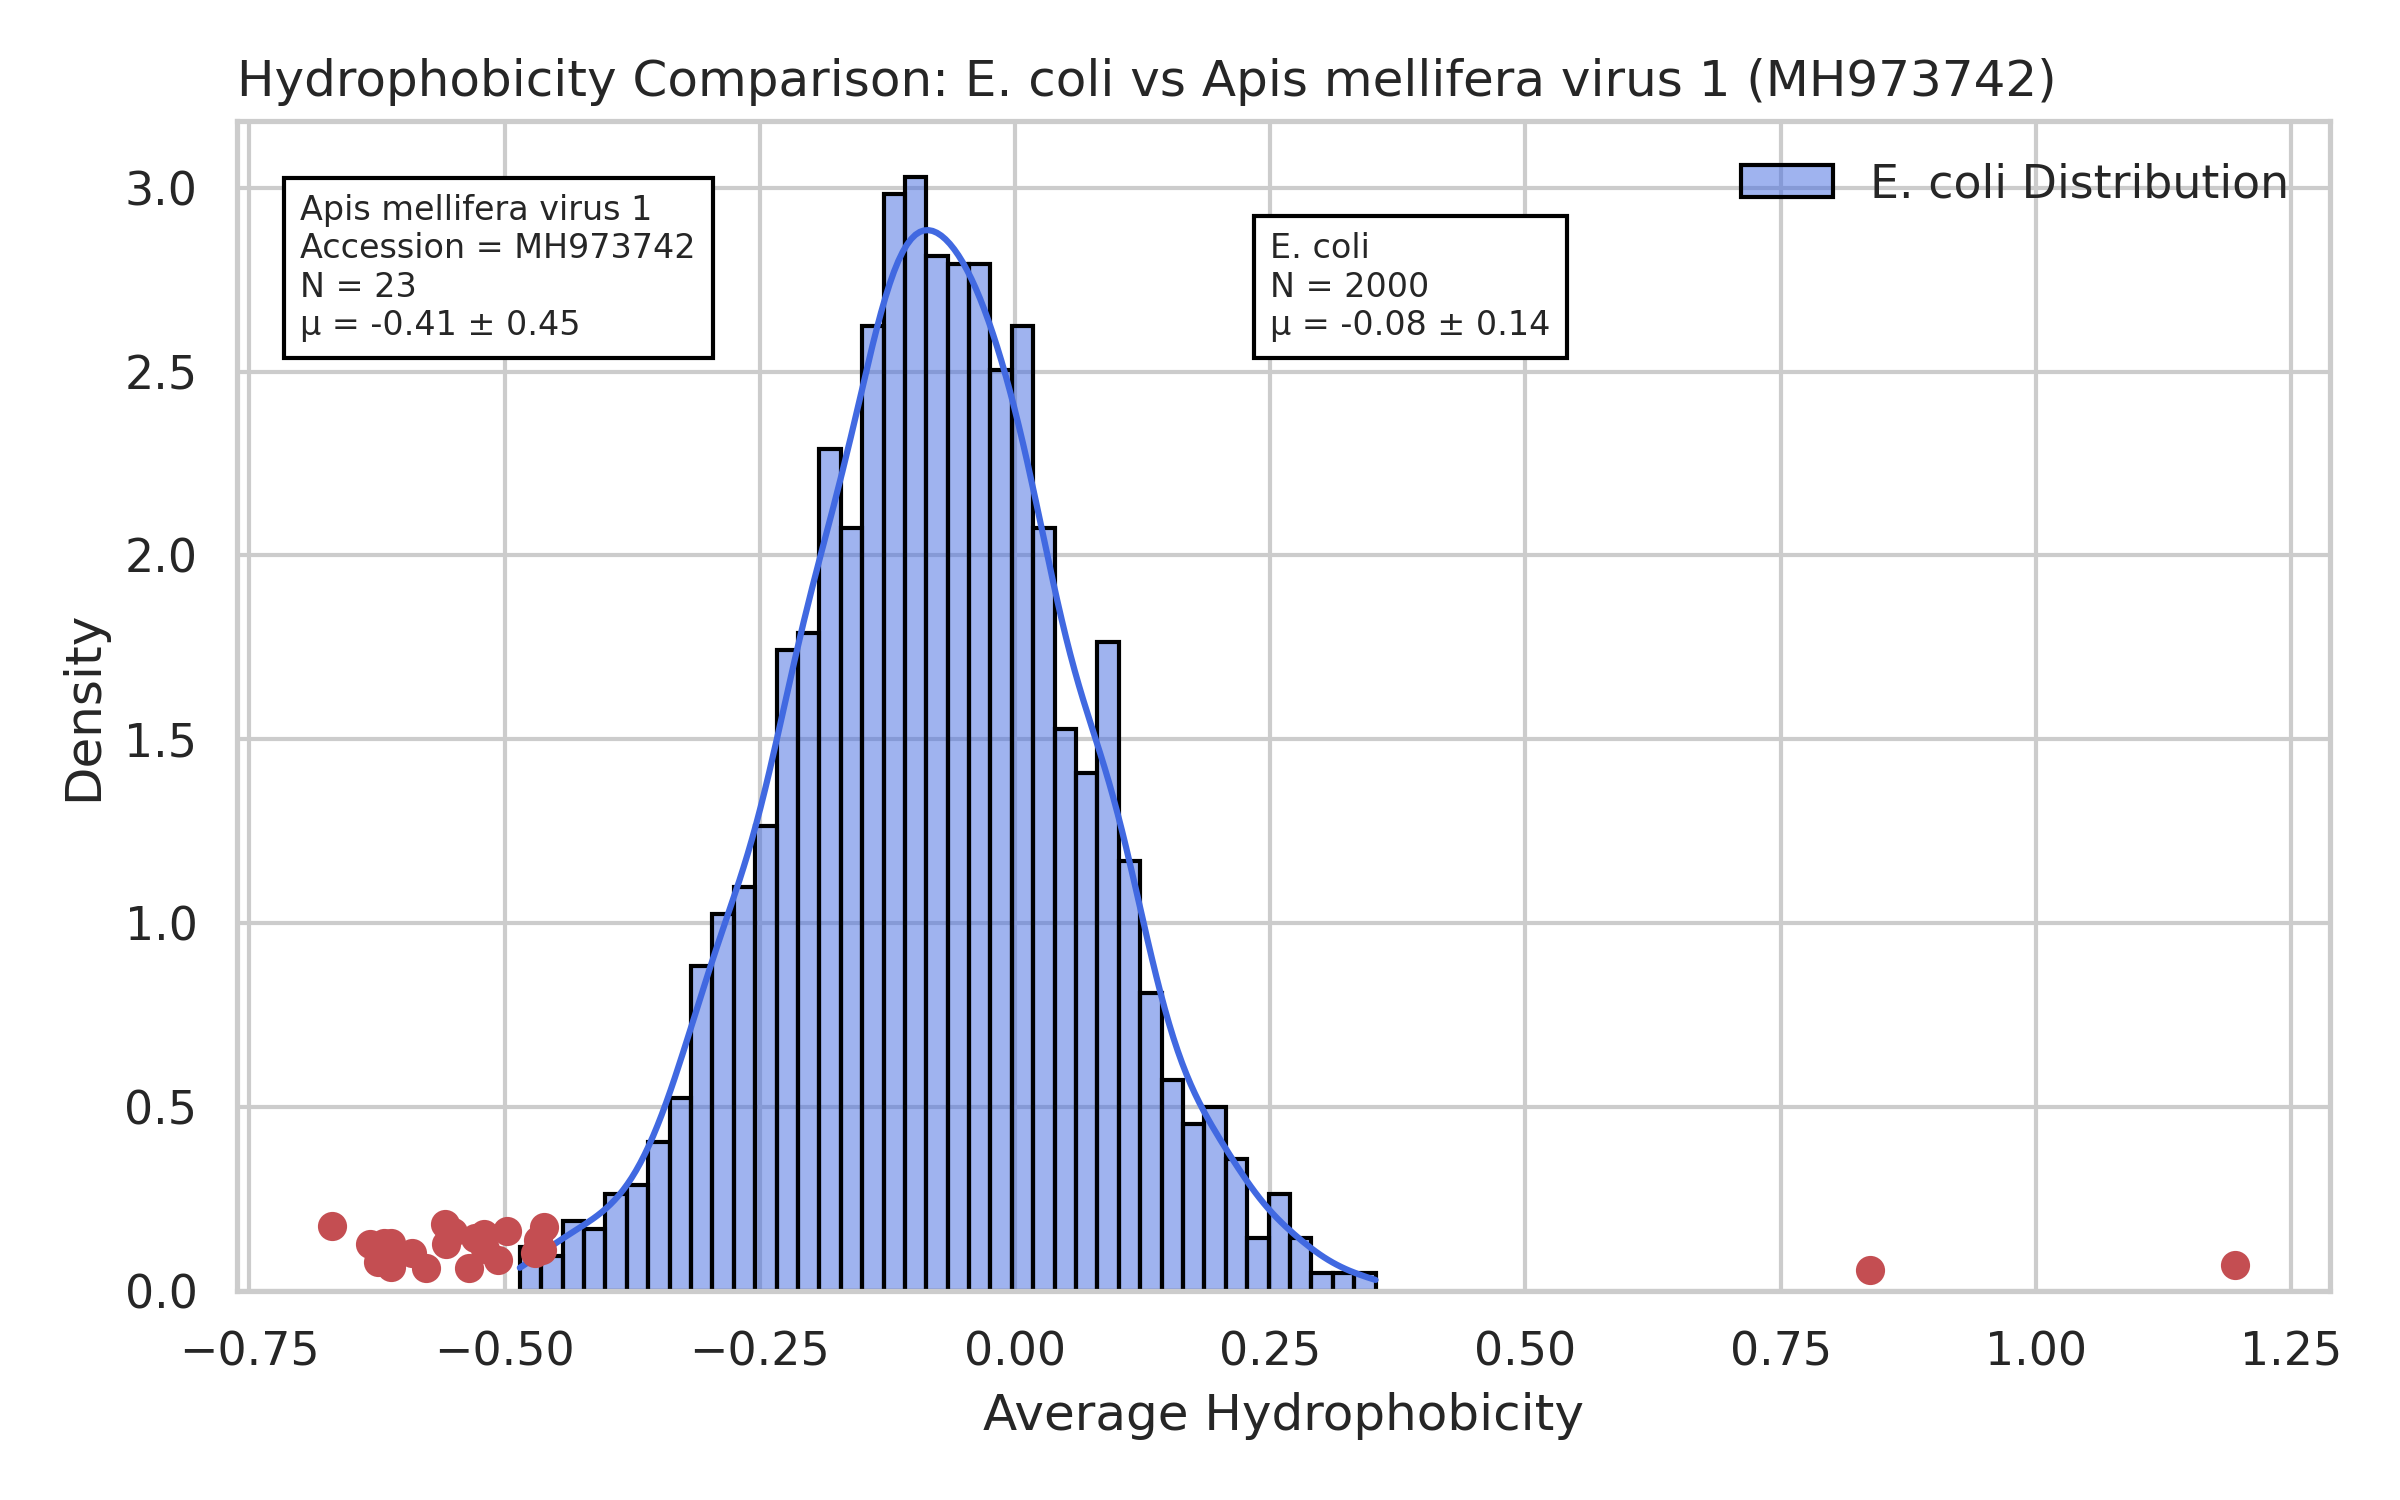 Hydrophobicity Comparison: E. coli vs Apis mellifera virus 1 (MH973742)
E. coli Distribution
Apis mellifera virus 1
Accession = MH973742
N = 23
μ = -0.41 ± 0.45
E. coli
N = 2000
μ = -0.08 ± 0.14
Density
3.0
2.5
2.0
1.5
1.0
0.5
0.0
−0.75 −0.50 −0.25 0.00 0.25 0.50 0.75 1.00 1.25
Average Hydrophobicity